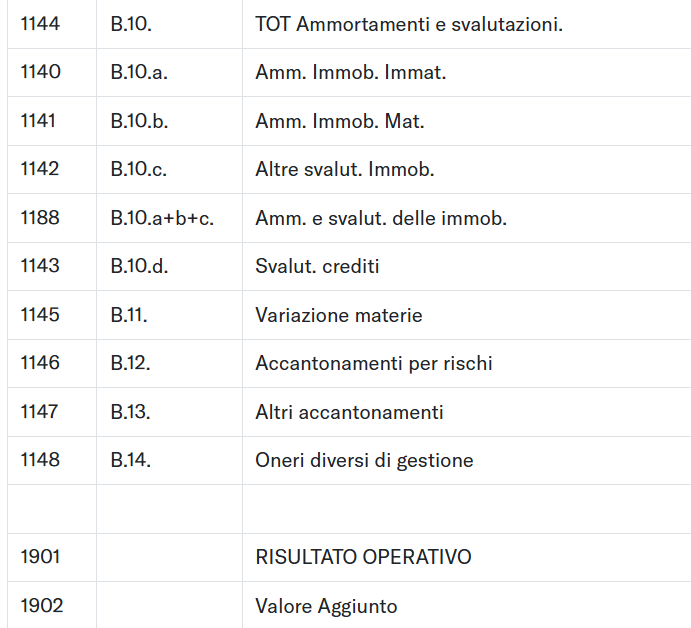 1144 B.10. TOT Ammortamenti e svalutazioni.
1140 B.10.a. Amm. Immob. Immat.
1141 B.10.b. Amm. Immob. Mat.
1142 B.10.c. Altre svalut. Immob.
1188 B.10.a+b+c. Amm. e svalut. delle immob.
1143 B.10.d. Svalut. crediti
1145 B.11. Variazione materie
1146 B.12. Accantonamenti per rischi
1147 B.13. Altri accantonamenti
1148 B.14. Oneri diversi di gestione
1901 RISULTATO OPERATIVO
1902 Valore Aggiunto